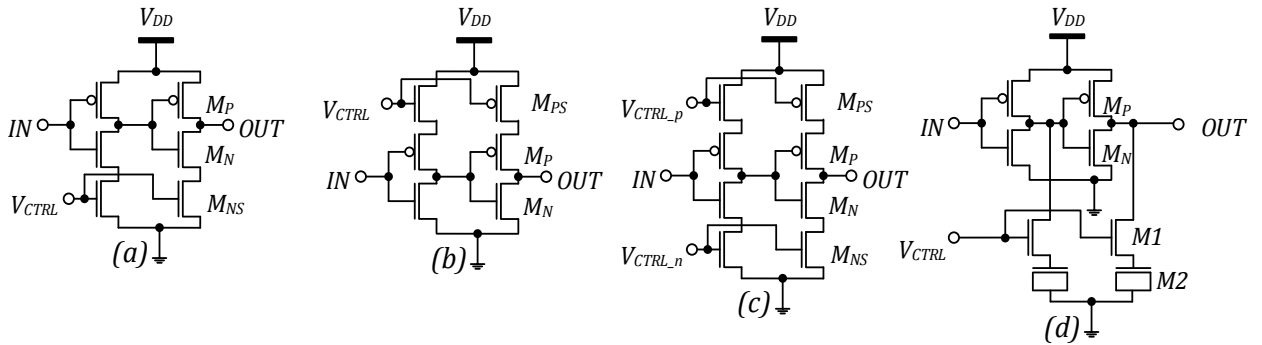 VDD
IN
OUT
MP
MN
VCTRL
MNS
(a)
VDD
VCTRL
MPS
IN
MP
OUT
MN
(b)
VDD
VCTRL_p
MPS
IN
MP
OUT
MN
VCTRL_n
MNS
(c)
VDD
IN
MP
OUT
MN
VCTRL
M1
M2
(d)